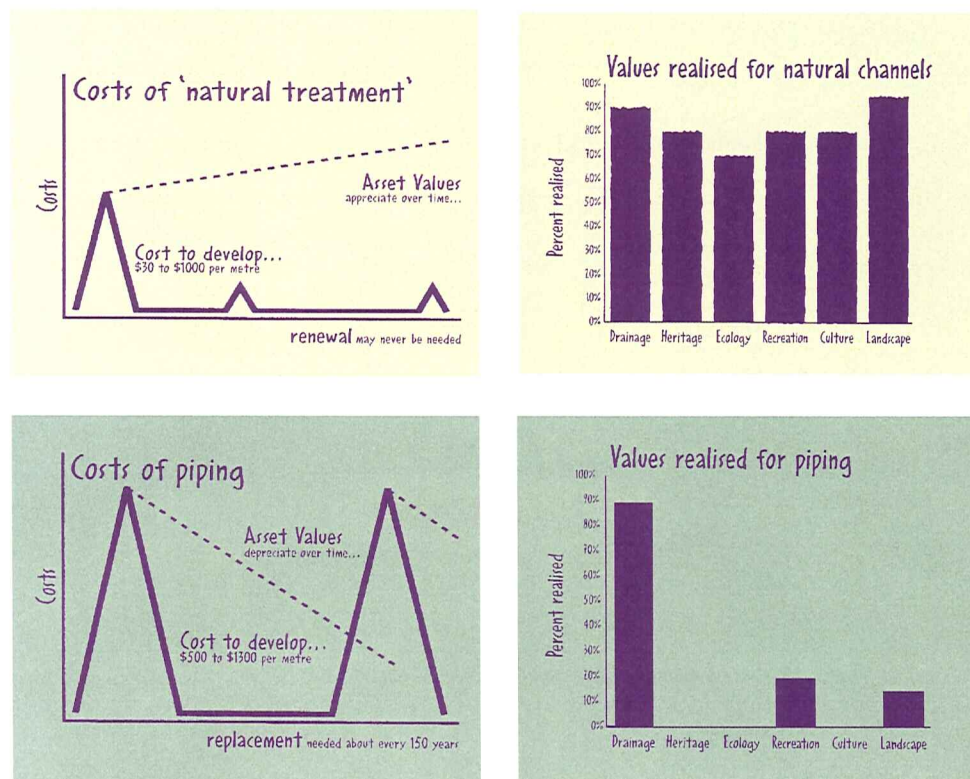 Costs of 'natural treatment'
Costs
Asset Values
appreciate over time...
Cost to develop...
$30 to $1000 per metre
renewal may never be needed
Values realised for natural channels
Percent realised
100%
90%
80%
70%
60%
50%
40%
30%
20%
10%
0%
Drainage Heritage Ecology Recreation Culture Landscape
Costs of piping
Costs
Asset Values
depreciate over time...
Cost to develop...
$500 to $1300 per metre
replacement needed about every 150 years
Values realised for piping
Percent realised
100%
90%
80%
70%
60%
50%
40%
30%
20%
10%
0%
Drainage Heritage Ecology Recreation Culture Landscape